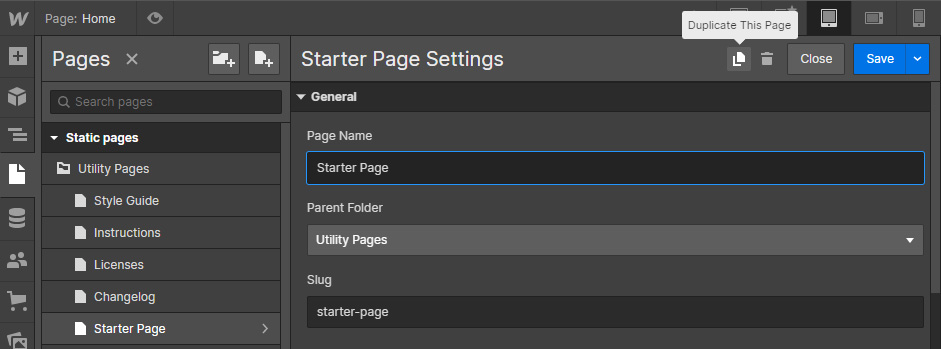 Page: Home
Duplicate This Page
Pages
Starter Page Settings
Close
Save
Search pages
General
Static pages
Page Name
Utility Pages
Starter Page
Style Guide
Parent Folder
Instructions
Utility Pages
Licenses
Slug
Changelog
starter-page
Starter Page